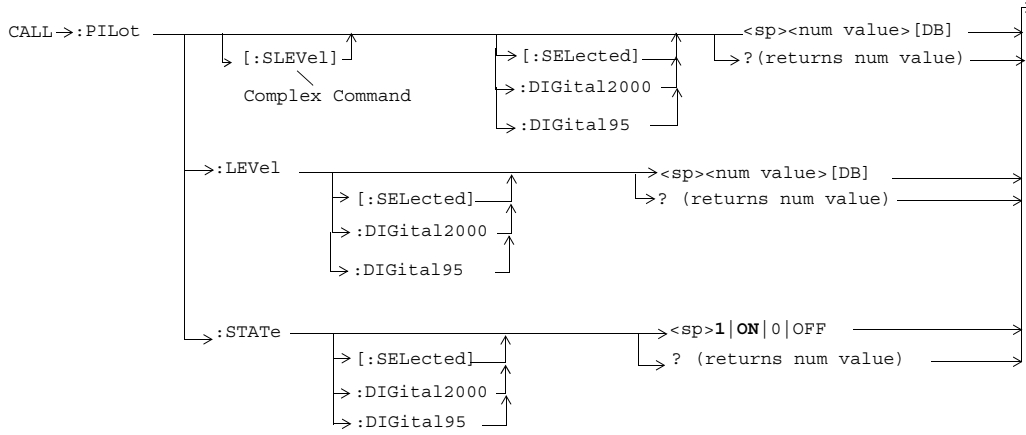 CALL :PILot <sp><num value>[DB]
[:SLEVel] [:SELected] ?(returns num value)
Complex Command :DIGital2000
:DIGital95
:LEVel <sp><num value>[DB]
[:SELected] ? (returns num value)
:DIGital2000
:DIGital95
:STATe <sp>1|ON|0|OFF
[:SELected] ? (returns num value)
:DIGital2000
:DIGital95